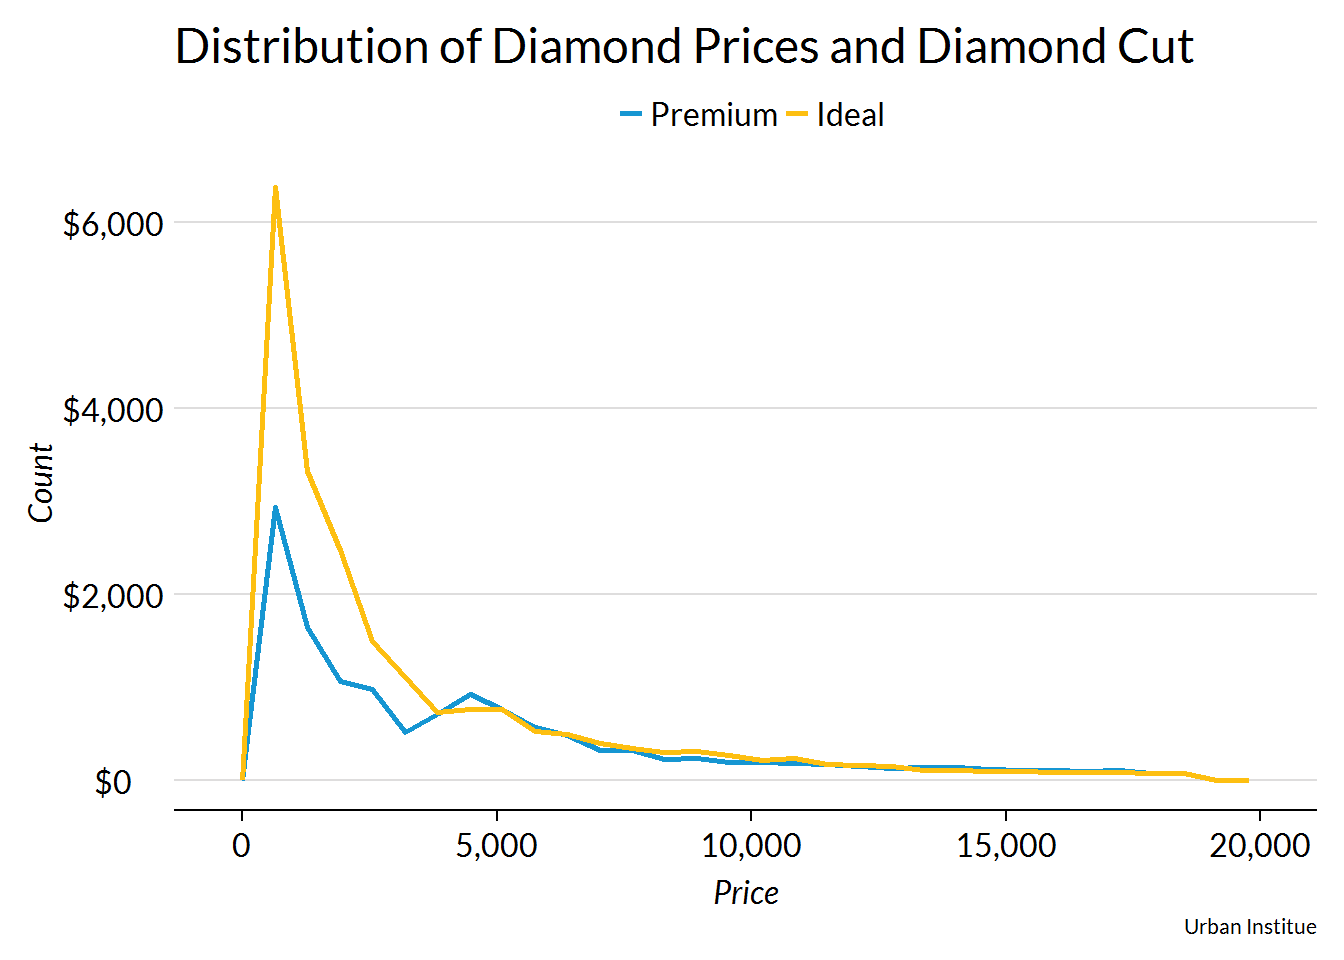 Distribution of Diamond Prices and Diamond Cut
Premium Ideal
$6,000
$4,000
$2,000
$0
Count
0 5,000 10,000 15,000 20,000
Price
Urban Institue